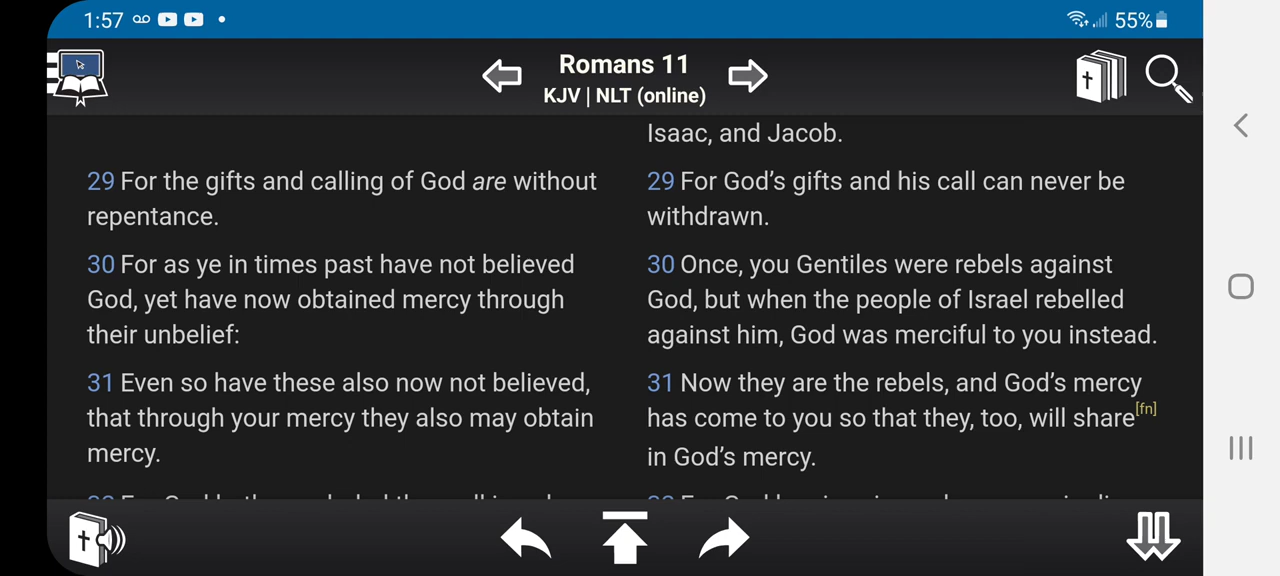 1:57 55%
Romans 11
KJV | NLT (online)
29 For the gifts and calling of God are without
repentance.
30 For as ye in times past have not believed
God, yet have now obtained mercy through
their unbelief:
31 Even so have these also now not believed,
that through your mercy they also may obtain
mercy.
Isaac, and Jacob.
29 For God’s gifts and his call can never be
withdrawn.
30 Once, you Gentiles were rebels against
God, but when the people of Israel rebelled
against him, God was merciful to you instead.
31 Now they are the rebels, and God’s mercy
has come to you so that they, too, will share[fn]
in God’s mercy.